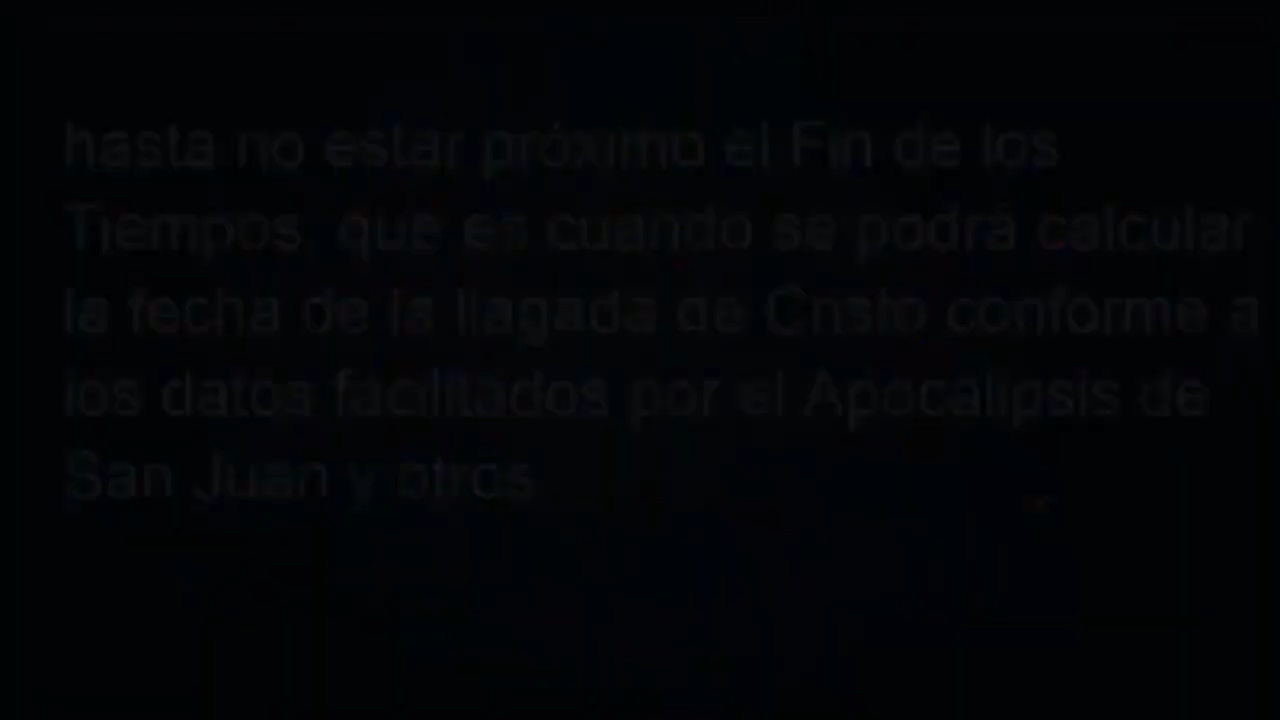 hasta no estar próximo el Fin de los
Tiempos, que es cuando se podrá calcular
la fecha de la llagada de Cristo conforme a
los datos facilitados por el Apocalipsis de
San Juan y otros